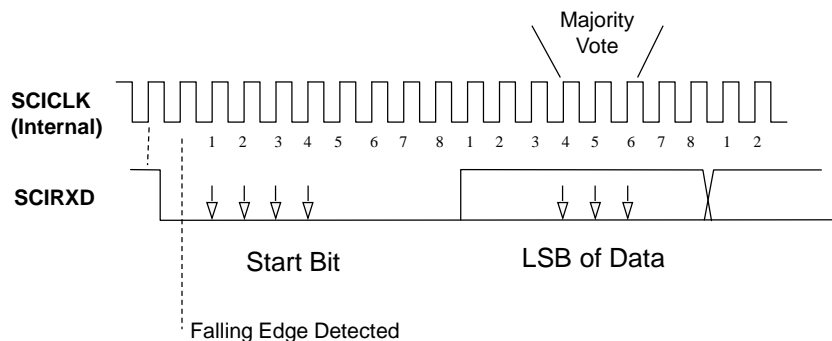 Majority
Vote
SCICLK
(Internal)
1 2 3 4 5 6 7 8 1 2 3 4 5 6 7 8 1 2
SCIRXD
Start Bit
LSB of Data
Falling Edge Detected